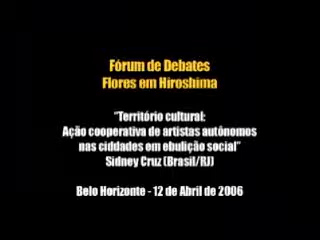 Fórum de Debates
Flores em Hiroshima
"Território cultural:
Ação cooperativa de artistas autônomos
nas ciddades em ebulição social"
Sidney Cruz (Brasil/RJ)
Belo Horizonte - 12 de Abril de 2006